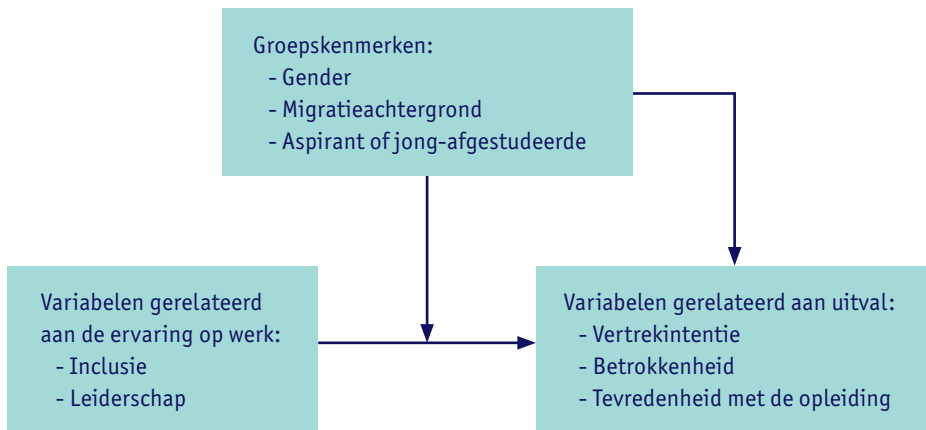 Groepskenmerken:
- Gender
- Migratieachtergrond
- Aspirant of jong-afgestudeerde
Variabelen gerelateerd
aan de ervaring op werk:
- Inclusie
- Leiderschap
Variabelen gerelateerd aan uitval:
- Vertrekintentie
- Betrokkenheid
- Tevredenheid met de opleiding